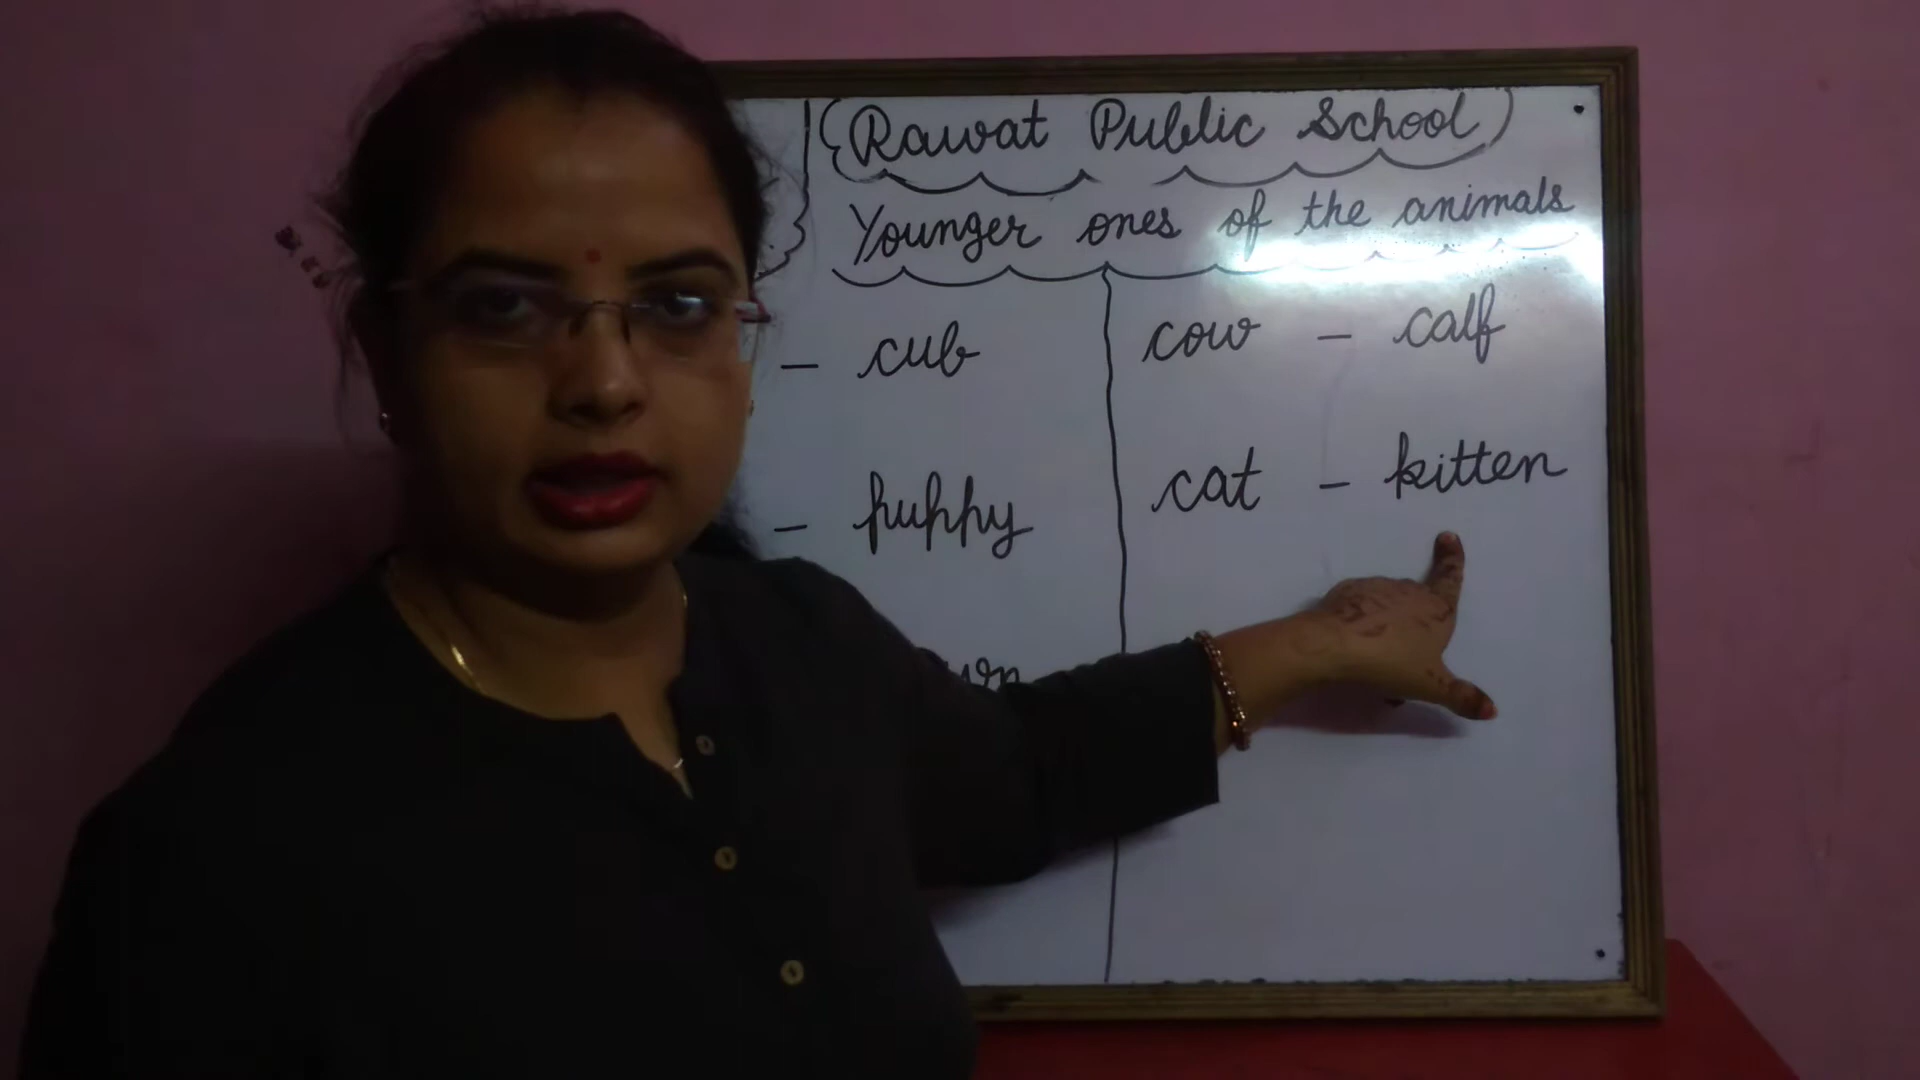 Rawat Public School
Younger ones of the animals
- cub
cow - calf
- puppy
cat - kitten